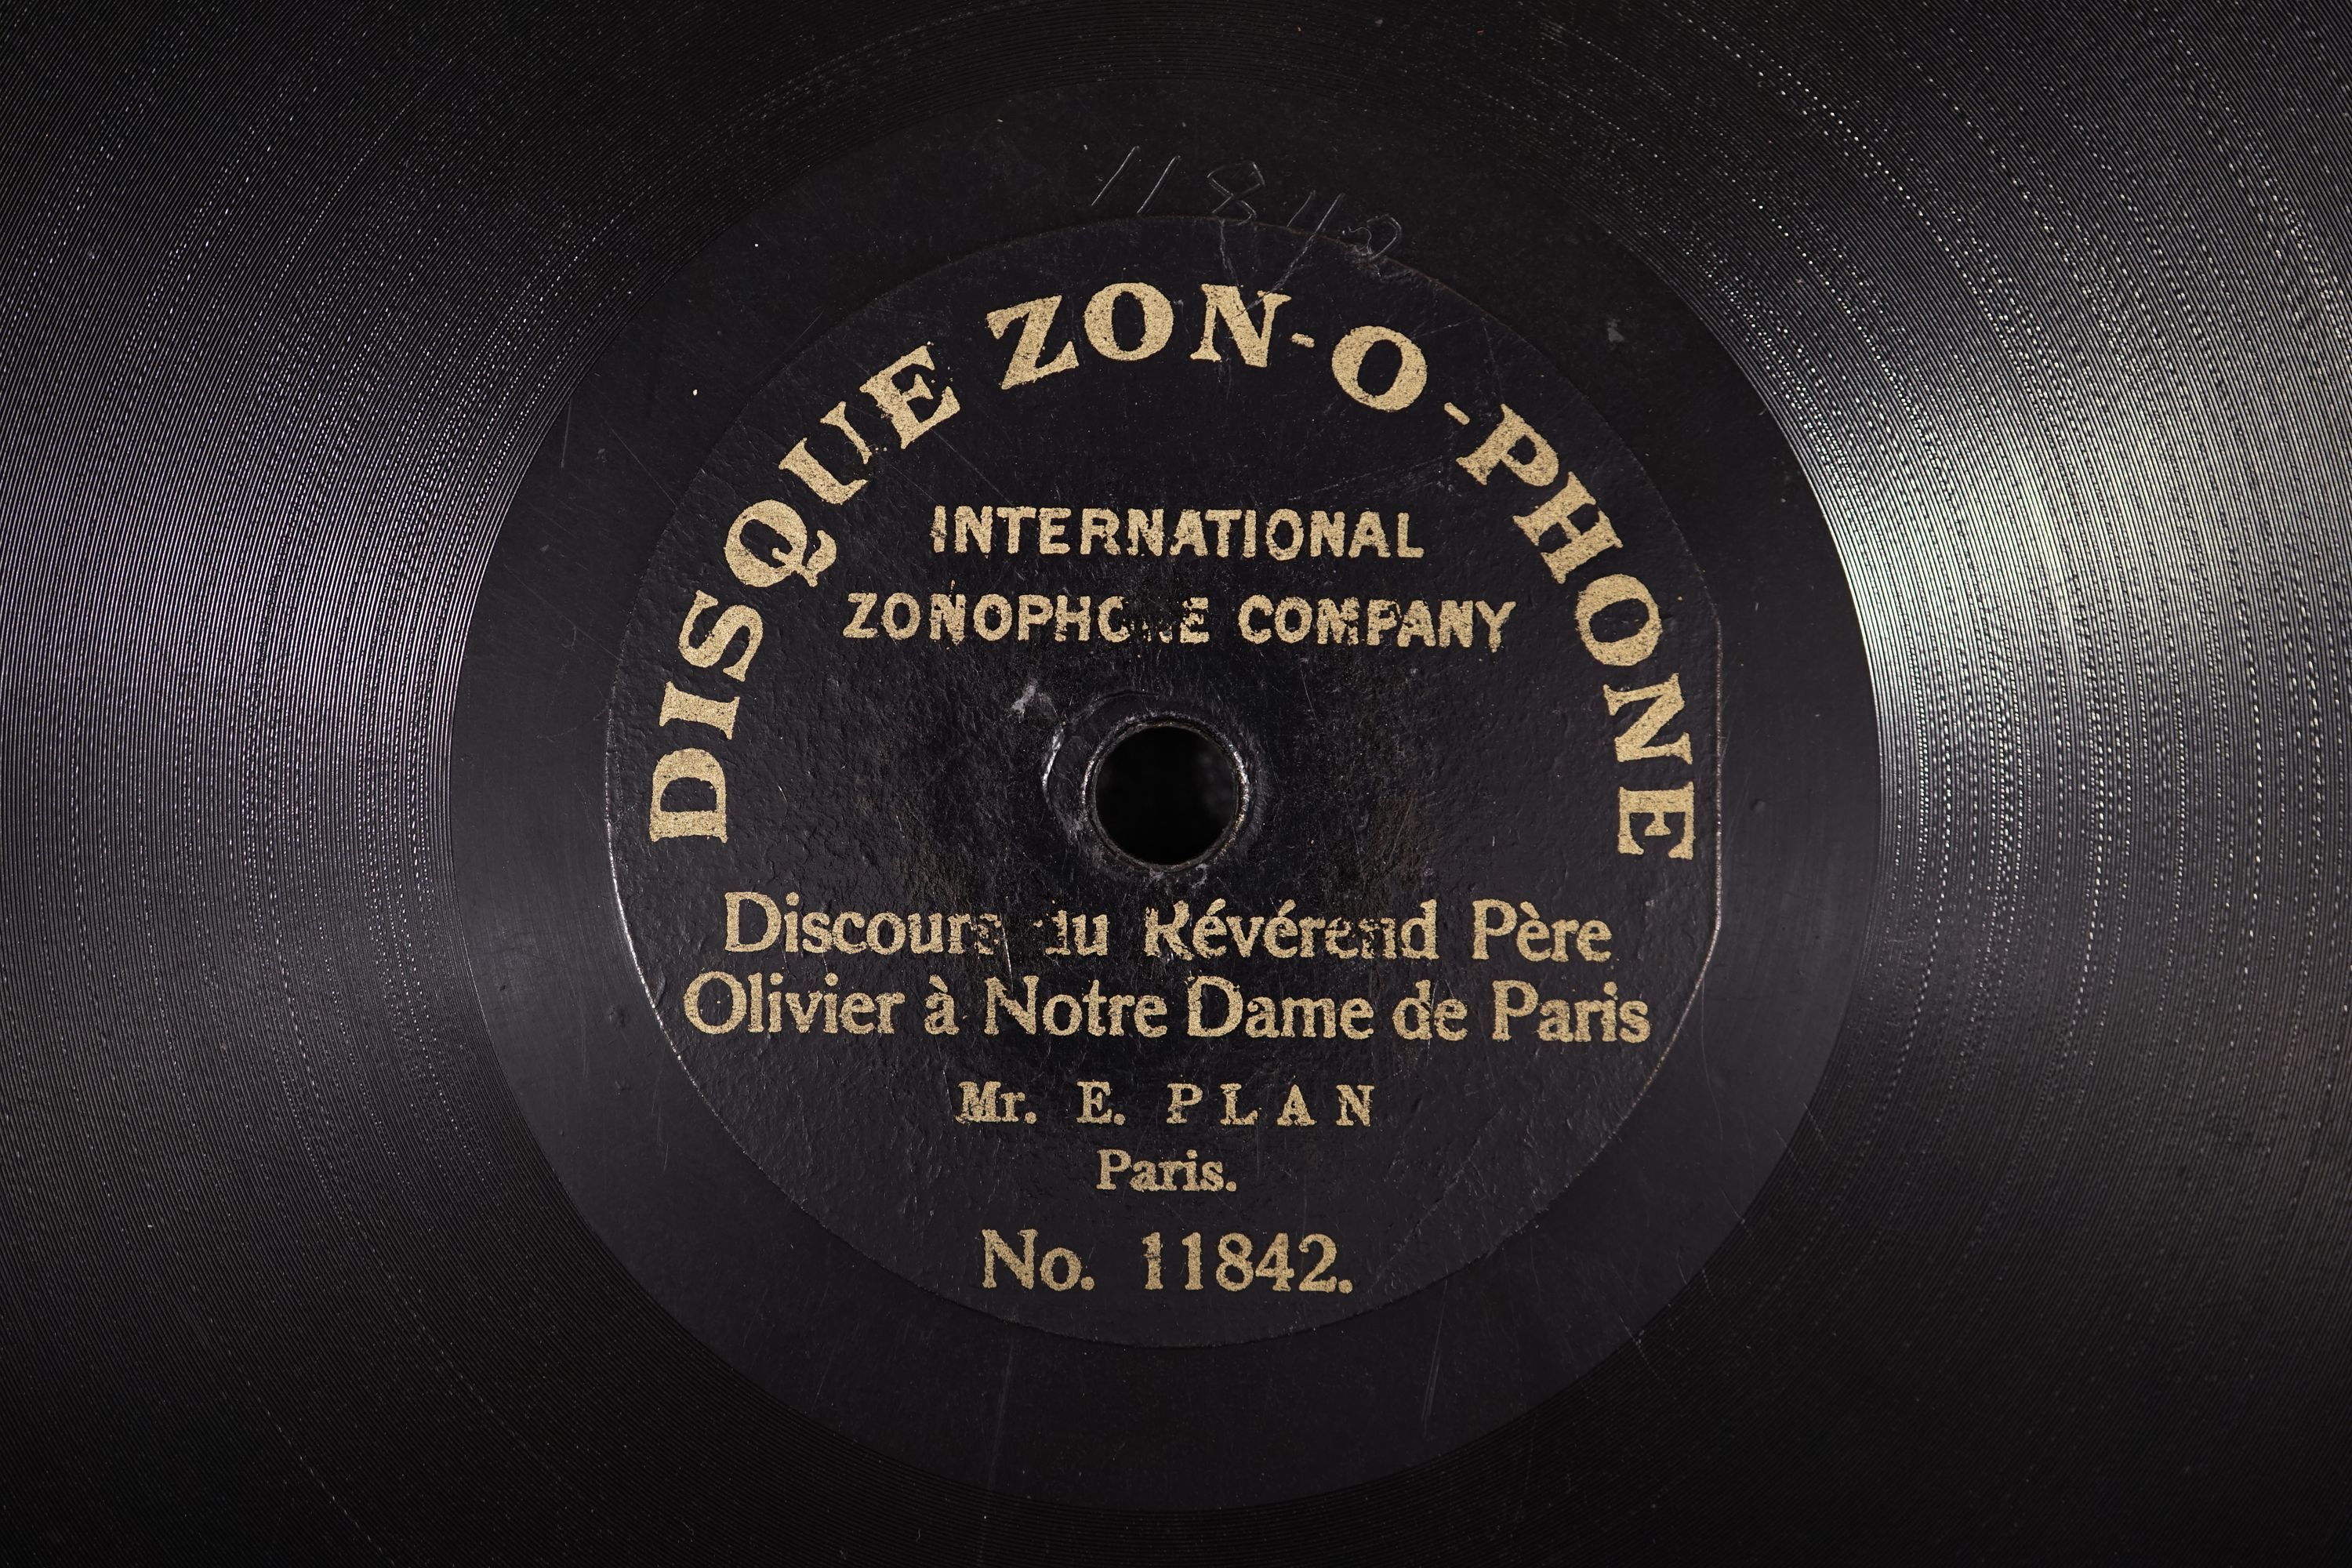 11842
DISQUE ZON-O-PHONE
INTERNATIONAL
ZONOPHONE COMPANY
Discours du Révérend Père
Olivier à Notre Dame de Paris
Mr. E. PLAN
Paris.
No. 11842.